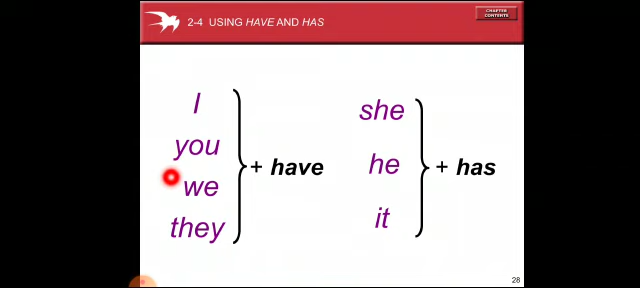 2-4 USING HAVE AND HAS
CHAPTER
CONTENTS
I
you
we
they
+ have
she
he
it
+ has
28